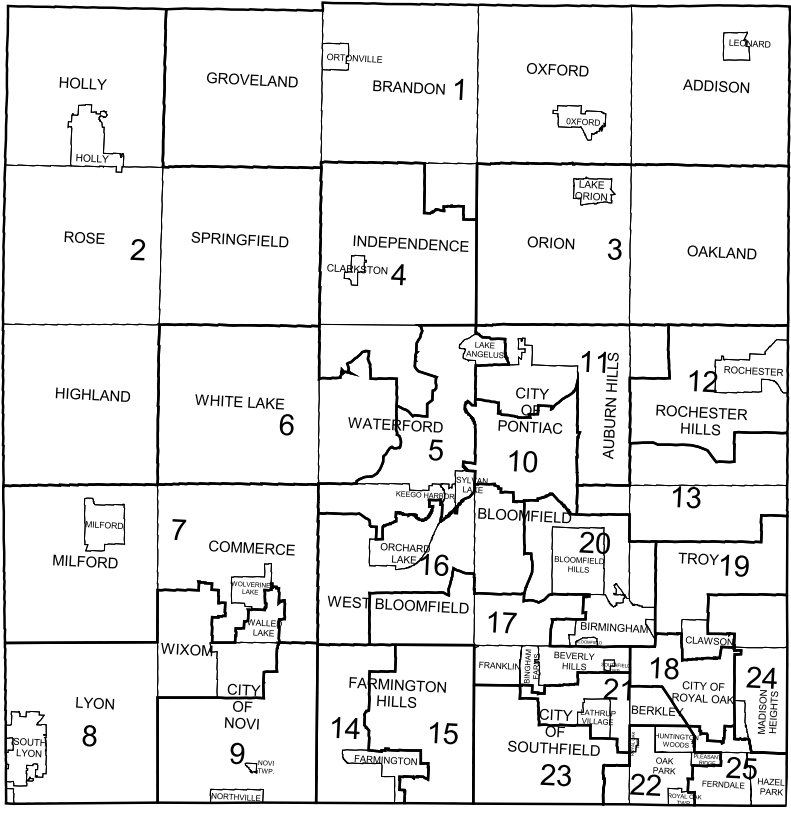 ORTONVILLE
LEONARD
HOLLY
GROVELAND
BRANDON 1
OXFORD
ADDISON
OXFORD
HOLLY
LAKE
ORION
ROSE 2
SPRINGFIELD
INDEPENDENCE
ORION 3
OAKLAND
CLARKSTON 4
LAKE
ANGELUS
11
AUBURN HILLS
12
ROCHESTER
HIGHLAND
WHITE LAKE
6
CITY
OF
PONTIAC
10
ROCHESTER
HILLS
WATERFORD
5
SYLVAN
LAKE
KEEGO HARBOR
13
MILFORD
MILFORD
7
COMMERCE
BLOOMFIELD
20
BLOOMFIELD
HILLS
TROY 19
ORCHARD
LAKE
16
WOLVERINE
LAKE
WALLED
LAKE
WEST BLOOMFIELD
17
BIRMINGHAM
CLAWSON
WIXOM
FRANKLIN
BINGHAM
FARMS
BEVERLY
HILLS
18
24
MADISON
HEIGHTS
CITY OF
ROYAL OAK
LYON
8
SOUTH
LYON
CITY
OF
NOVI
9
NOVI
TWP.
NORTHVILLE
FARMINGTON
HILLS
14
15
FARMINGTON
21
LATHRUP
VILLAGE
CITY
OF
SOUTHFIELD
23
BERKLEY
HUNTINGTON
WOODS
OAK
PARK
22
PLEASANT
RIDGE
25
FERNDALE
HAZEL
PARK
ROYAL OAK
TWP.